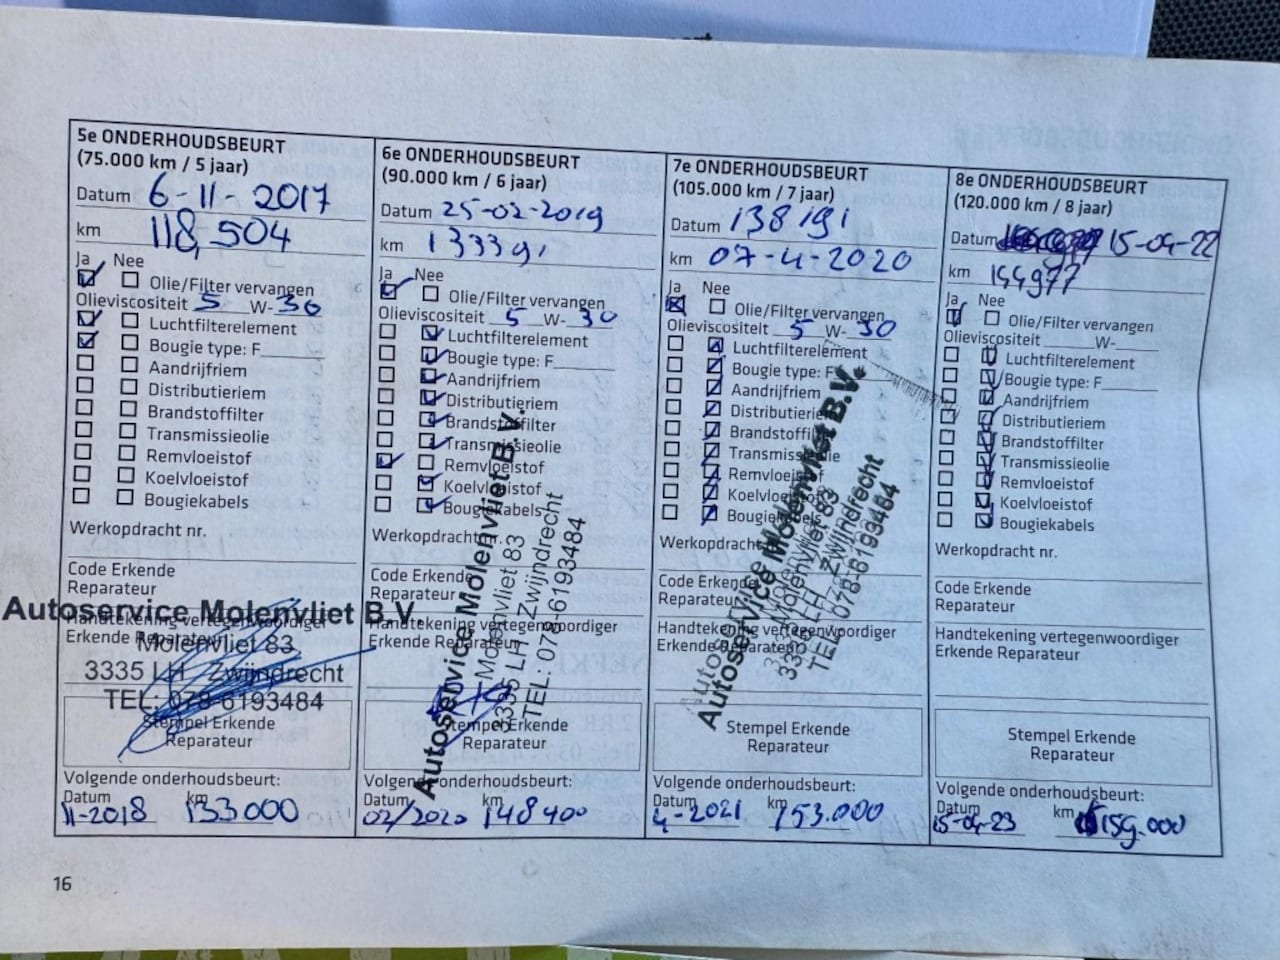 5e ONDERHOUDSBEURT
(75.000 km / 5 jaar)
Datum 6-11-2017
km 118,504
Ja Nee
Olie/Filter vervangen
Olieviscositeit 5 W- 30
Luchtfilterelement
Bougie type: F
Aandrijfriem
Distributieriem
Brandstoffilter
Transmissieolie
Remvloeistof
Koelvloeistof
Bougiekabels
Werkopdracht nr.
Code Erkende
Reparateur
Autoservice Molenvliet B.V.
Handtekening vertegenwoordiger
Erkende Reparateur
Molenvliet 83
3335 LH Zwijndrecht
TEL: 078-6193484
Stempel Erkende
Reparateur
Volgende onderhoudsbeurt:
Datum km
11-2018 133000
6e ONDERHOUDSBEURT
(90.000 km / 6 jaar)
Datum 25-02-2019
km 133391
Ja Nee
Olie/Filter vervangen
Olieviscositeit 5 W- 30
Luchtfilterelement
Bougie type: F
Aandrijfriem
Distributieriem
Brandstoffilter
Transmissieolie
Remvloeistof
Koelvloeistof
Bougiekabels
Werkopdracht nr.
Code Erkende
Reparateur
Handtekening vertegenwoordiger
Erkende Reparateur
Autoservice Molenvliet B.V.
Molenvliet 83
3335 LH Zwijndrecht
TEL: 078-6193484
Stempel Erkende
Reparateur
Volgende onderhoudsbeurt:
Datum km
02/2020 148400
7e ONDERHOUDSBEURT
(105.000 km / 7 jaar)
Datum 138191
km 07-4-2020
Ja Nee
Olie/Filter vervangen
Olieviscositeit 5 W- 30
Luchtfilterelement
Bougie type: F
Aandrijfriem
Distributieriem
Brandstoffilter
Transmissieolie
Remvloeistof
Koelvloeistof
Bougiekabels
Werkopdracht
Code Erkende
Reparateur
Handtekening vertegenwoordiger
Erkende Reparateur
Autoservice Molenvliet B.V.
Molenvliet 83
3335 LH Zwijndrecht
TEL: 078-6193484
Stempel Erkende
Reparateur
Volgende onderhoudsbeurt:
Datum km
4-2021 153.000
8e ONDERHOUDSBEURT
(120.000 km / 8 jaar)
Datum 15-04-22
km 144977
Ja Nee
Olie/Filter vervangen
Olieviscositeit W-
Luchtfilterelement
Bougie type: F
Aandrijfriem
Distributieriem
Brandstoffilter
Transmissieolie
Remvloeistof
Koelvloeistof
Bougiekabels
Werkopdracht nr.
Code Erkende
Reparateur
Handtekening vertegenwoordiger
Erkende Reparateur
Stempel Erkende
Reparateur
Volgende onderhoudsbeurt:
Datum km
15-04-23 159.000
16